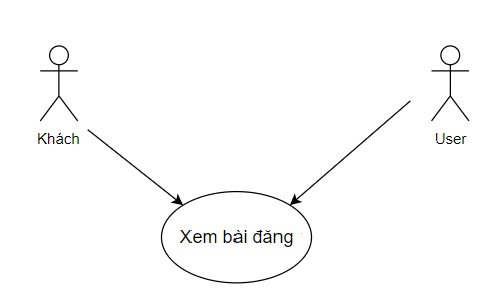 Khách
User
Xem bài đăng